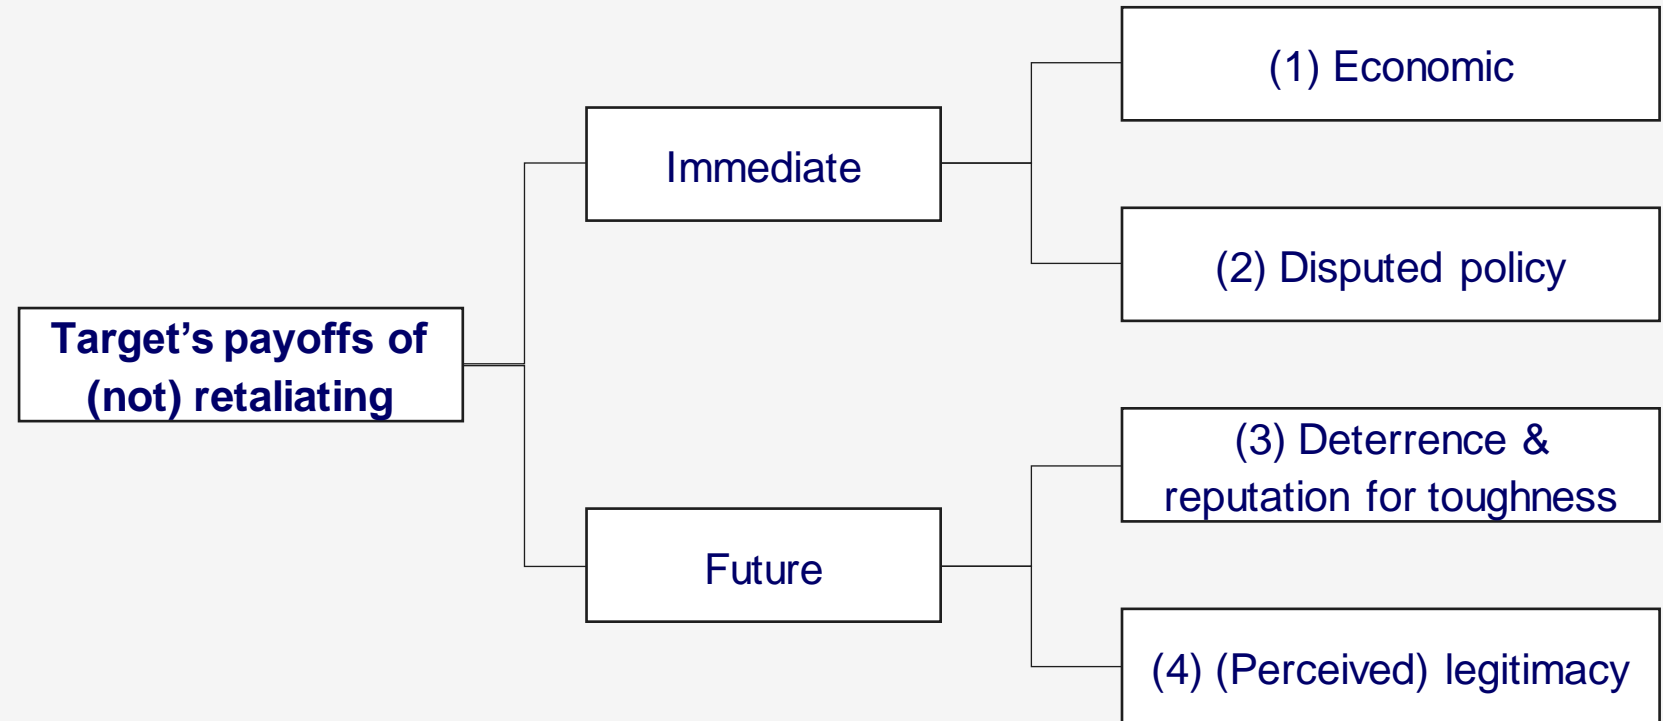 Target’s payoffs of
(not) retaliating
Immediate
(1) Economic
(2) Disputed policy
Future
(3) Deterrence &
reputation for toughness
(4) (Perceived) legitimacy